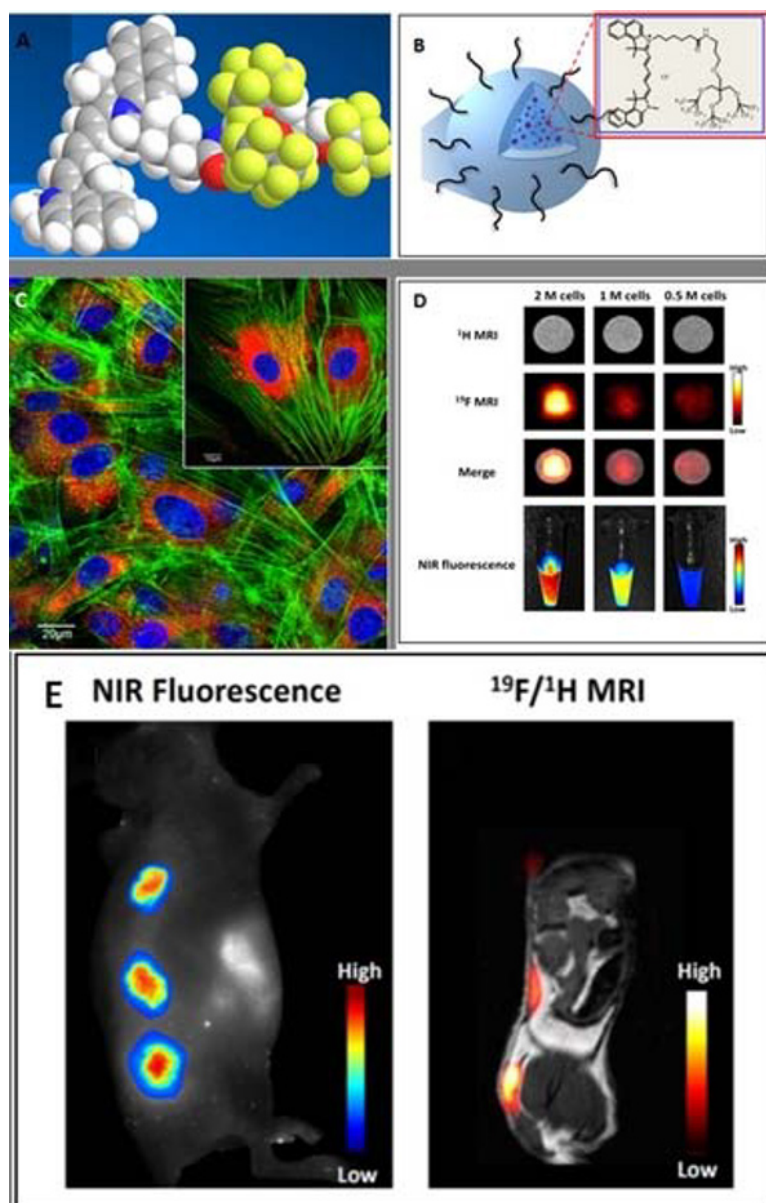 A
B
C
20µm
D
2 M cells 1 M cells 0.5 M cells
¹H MRI
High
¹⁹F MRI
Low
Merge
High
NIR fluorescence
Low
E
NIR Fluorescence
¹⁹F/¹H MRI
High
Low
High
Low